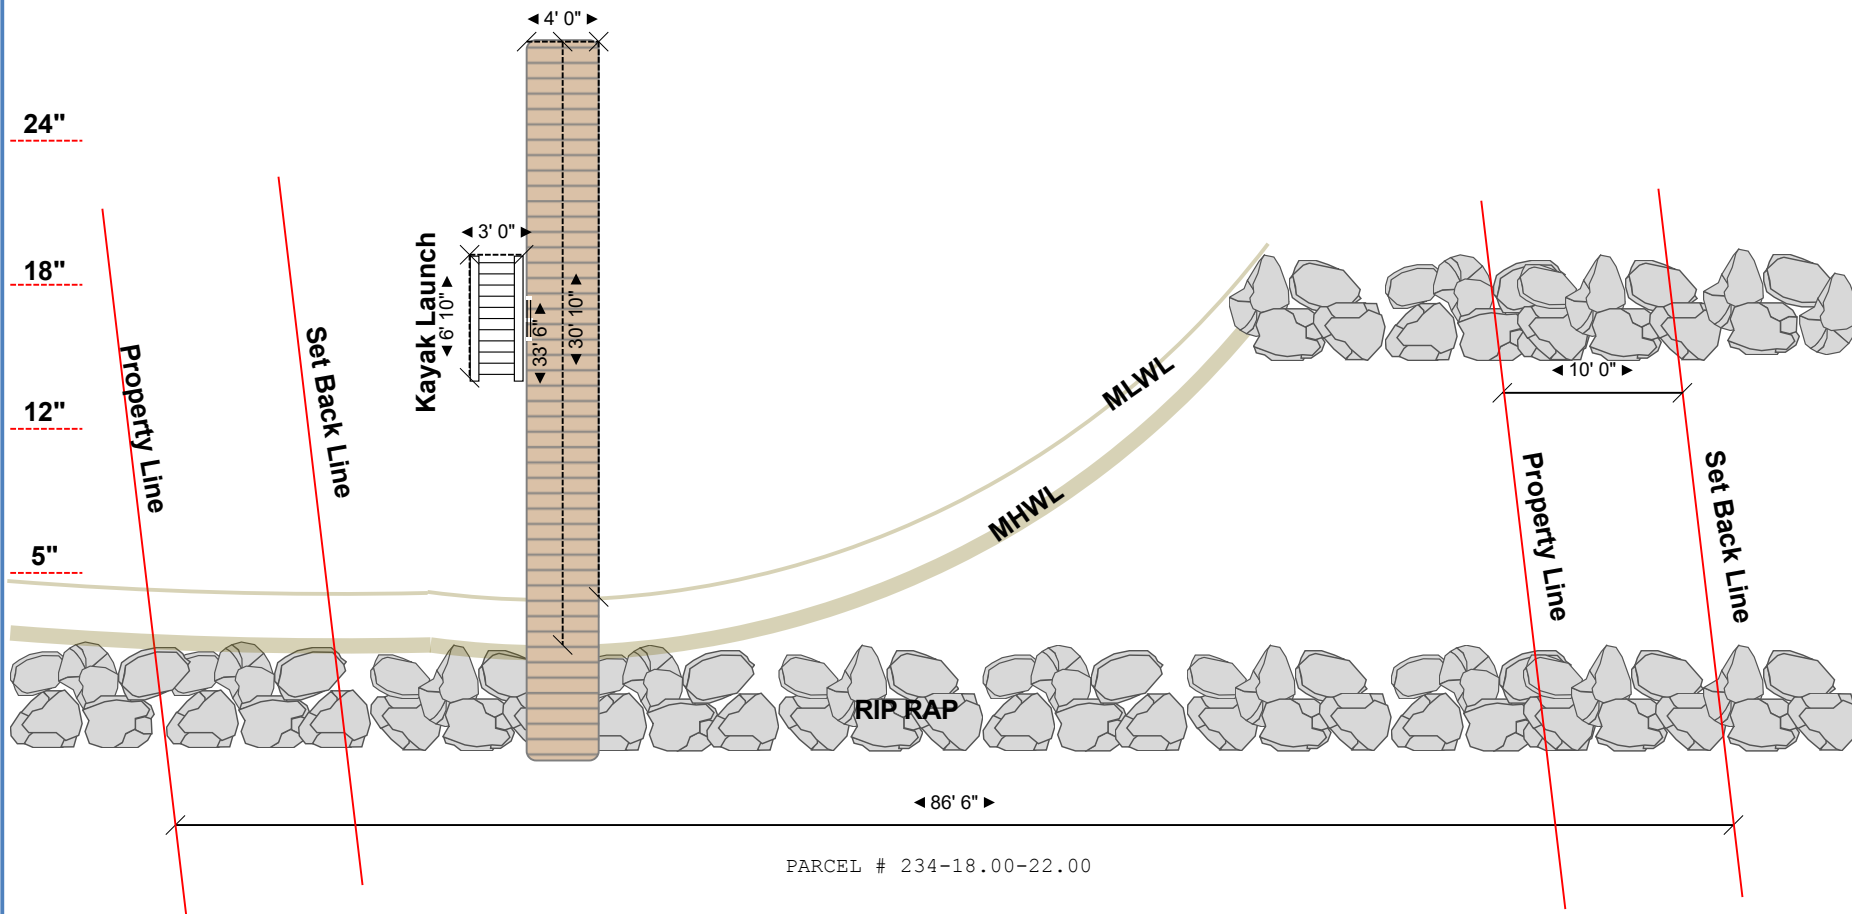 4' 0"
24"
3' 0"
18"
Kayak Launch
6' 10"
33' 6"
30' 10"
Property Line
Set Back Line
MLWL
10' 0"
12"
MHWL
Property Line
Set Back Line
5"
RIP RAP
86' 6"
PARCEL # 234-18.00-22.00